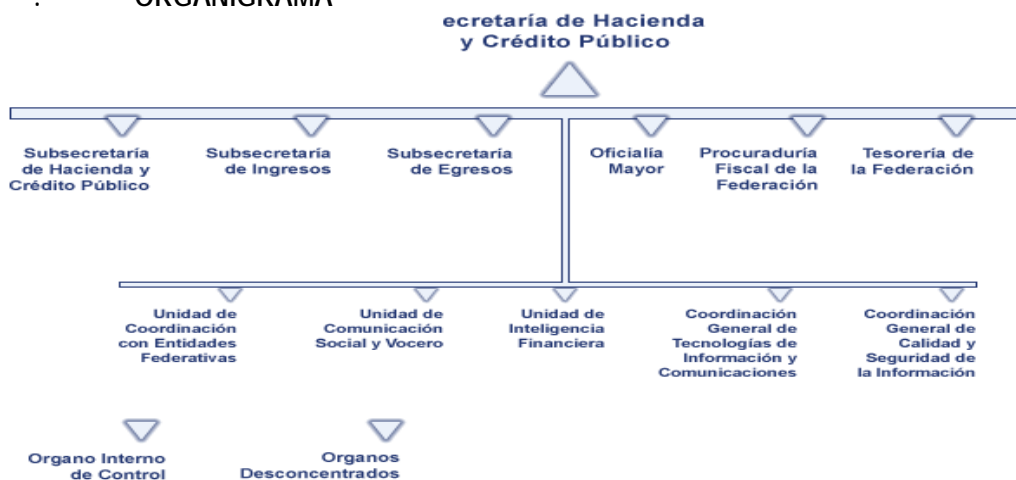 . ORGANIGRAMA
ecretaría de Hacienda
y Crédito Público
Subsecretaría
de Hacienda y
Crédito Público
Subsecretaría
de Ingresos
Subsecretaría
de Egresos
Oficialía
Mayor
Procuraduría
Fiscal de la
Federación
Tesorería de
la Federación
Unidad de
Coordinación
con Entidades
Federativas
Unidad de
Comunicación
Social y Vocero
Unidad de
Inteligencia
Financiera
Coordinación
General de
Tecnologías de
Información y
Comunicaciones
Coordinación
General de
Calidad y
Seguridad de
la Información
Organo Interno
de Control
Organos
Desconcentrados